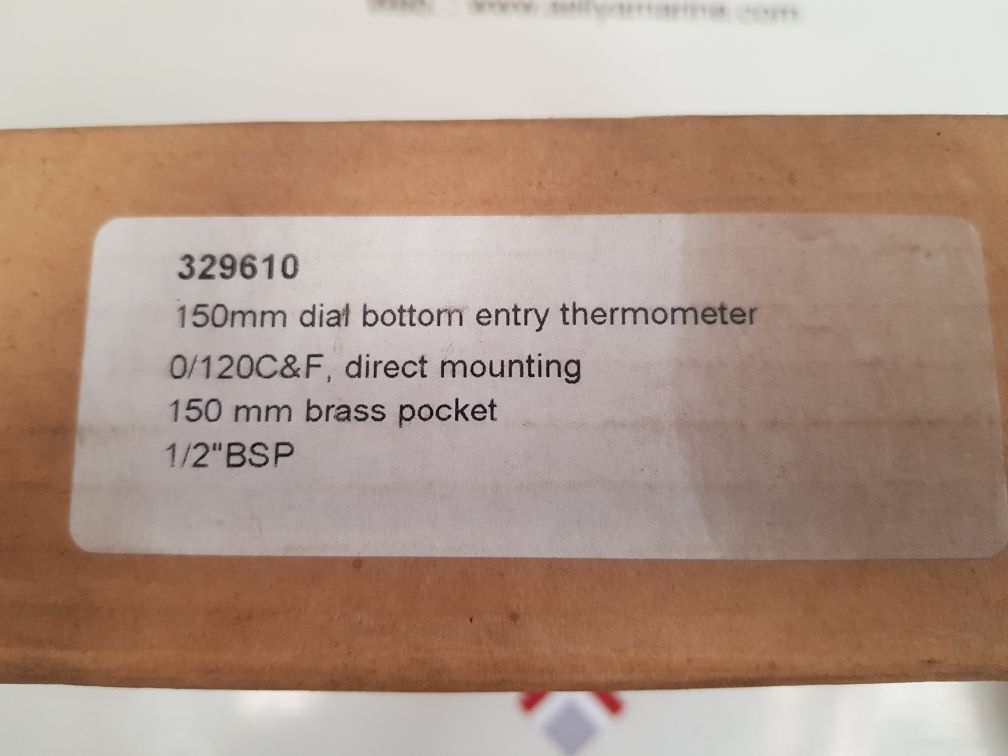 329610
150mm dial bottom entry thermometer
0/120C&F, direct mounting
150 mm brass pocket
1/2"BSP